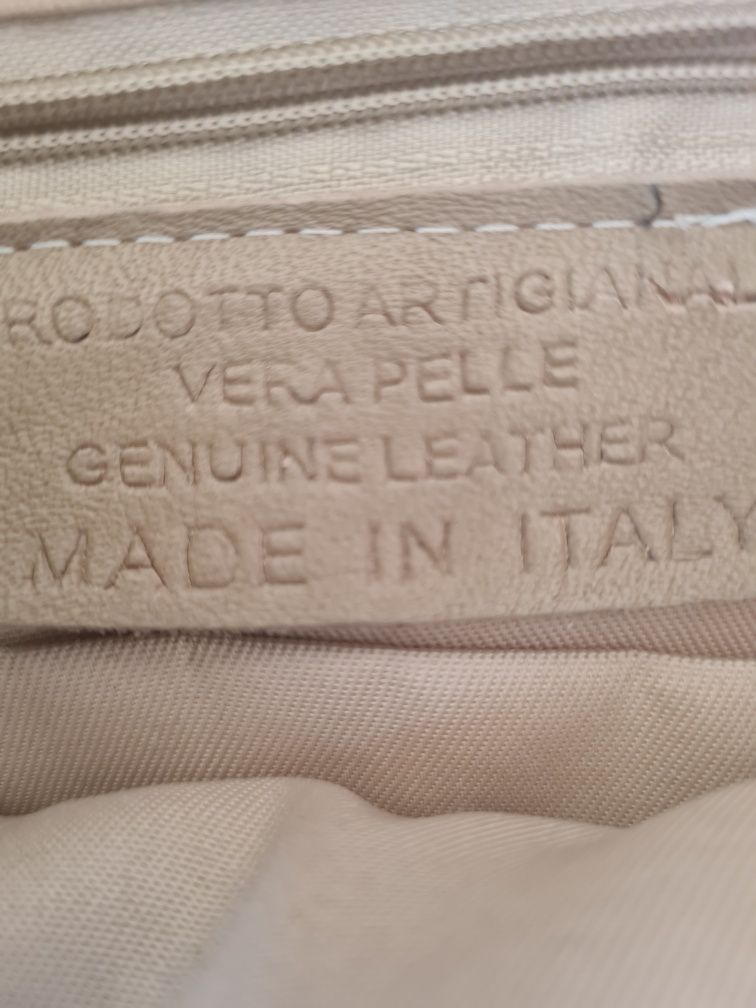 RODOTTO ARTIGIANAL
VERA PELLE
GENUINE LEATHER
MADE IN ITALY